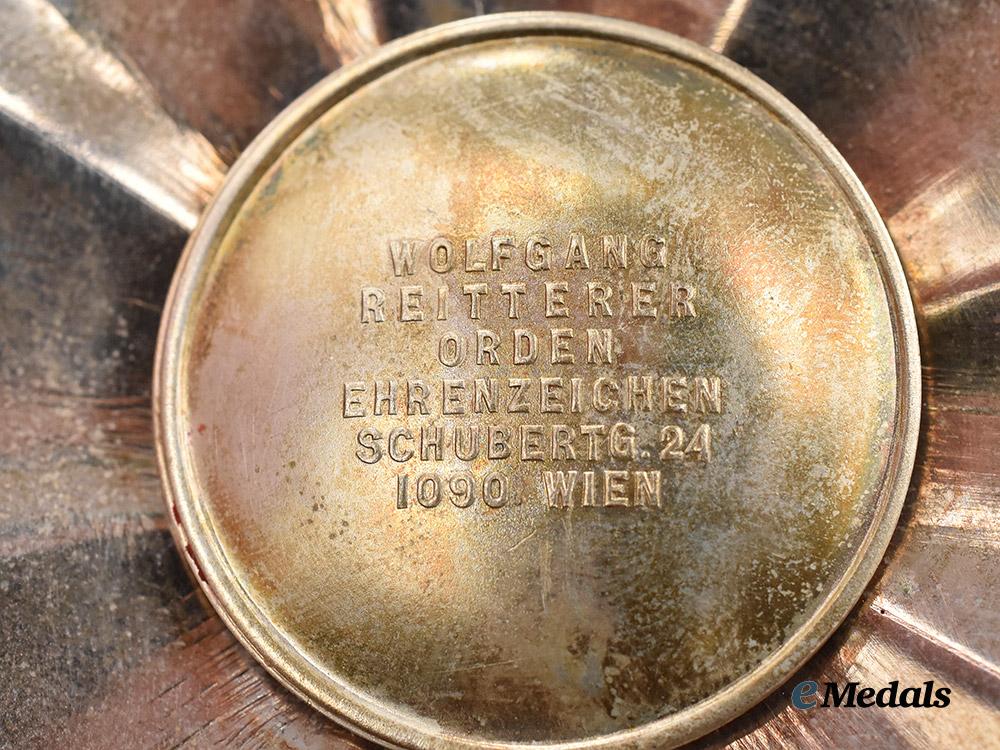 WOLFGANG
REITTERER
ORDEN
EHRENZEICHEN
SCHUBERTG. 24
1090 WIEN
eMedals